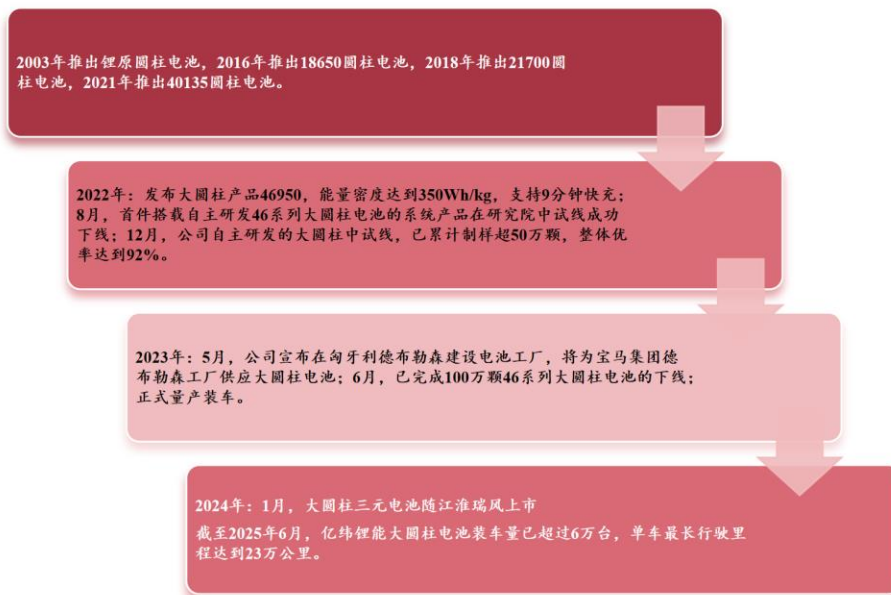 2003年推出锂原圆柱电池，2016年推出18650圆柱电池，2018年推出21700圆
柱电池，2021年推出40135圆柱电池。
2022年：发布大圆柱产品46950，能量密度达到350Wh/kg，支持9分钟快充；
8月，首件搭载自主研发46系列大圆柱电池的系统产品在研究院中试线成功
下线；12月，公司自主研发的大圆柱中试线，已累计制样超50万颗，整体优
率达到92%。
2023年：5月，公司宣布在匈牙利德布勒森建设电池工厂，将为宝马集团德
布勒森工厂供应大圆柱电池；6月，已完成100万颗46系列大圆柱电池的下线；
正式量产装车。
2024年：1月，大圆柱三元电池随江淮瑞风上市
截至2025年6月，亿纬锂能大圆柱电池装车量已超过6万台，单车最长行驶里
程达到23万公里。